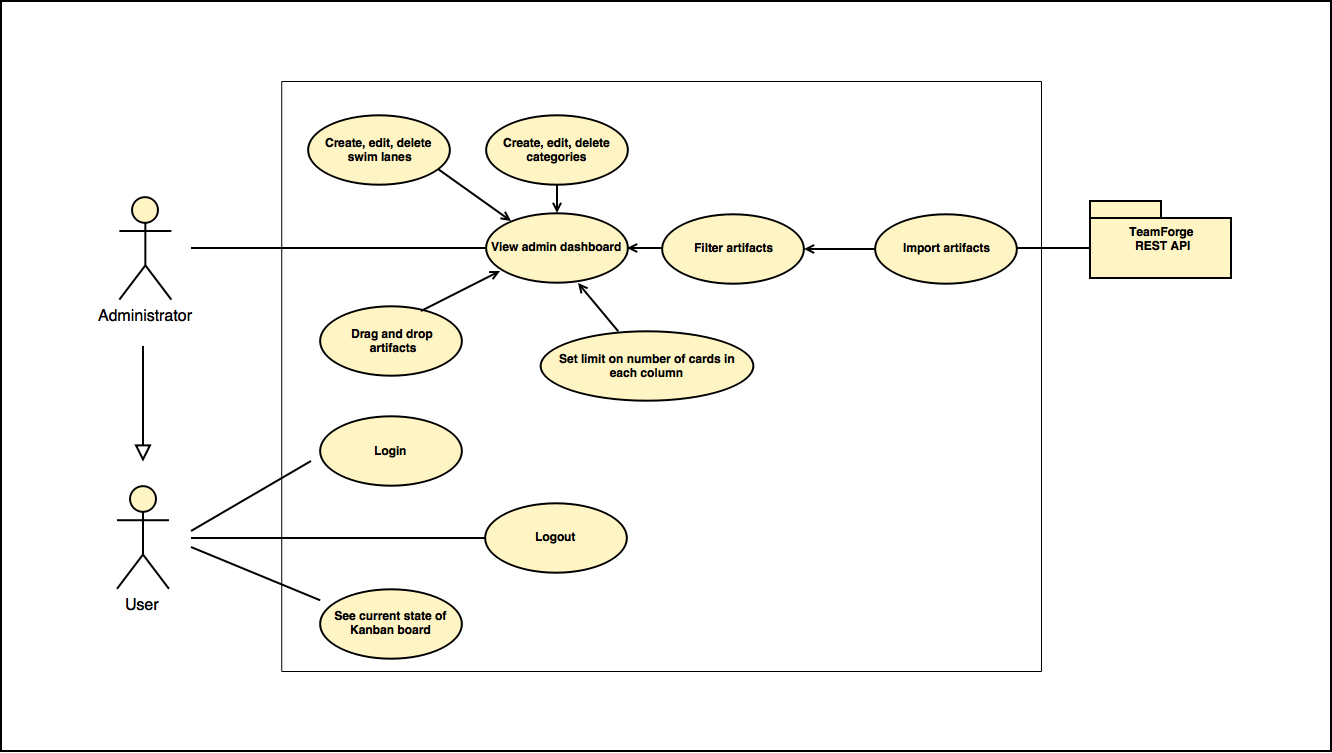 Create, edit, delete
swim lanes
Create, edit, delete
categories
View admin dashboard
Filter artifacts
Import artifacts
TeamForge
REST API
Administrator
Drag and drop
artifacts
Set limit on number of cards in
each column
Login
Logout
User
See current state of
Kanban board